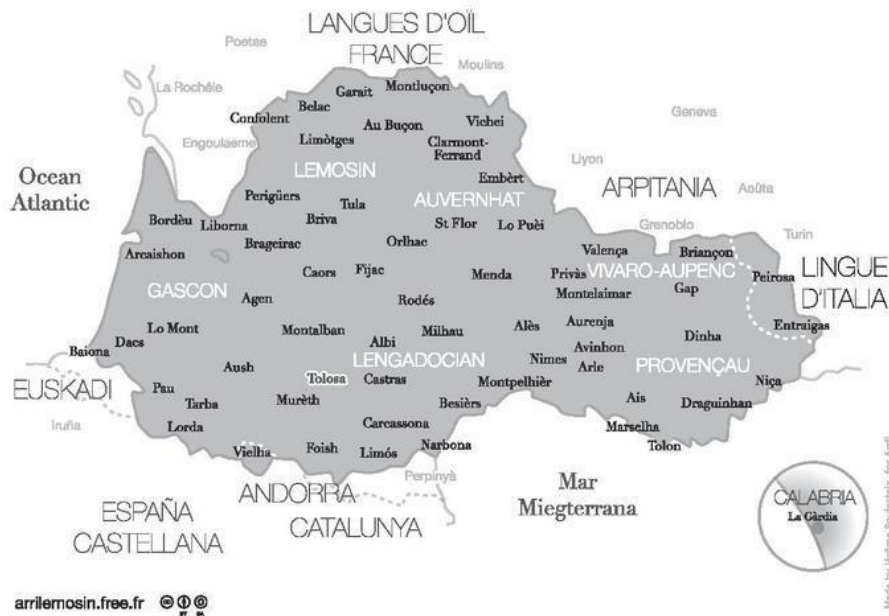 LANGUES D'OÏL
FRANCE
Poetae
Moulins
La Rochéle
Garait
Montluçon
Belac
Confolent
Au Buçon
Vichei
Geneva
Engoulaeme
Limòtges
Clarmont-
Ferrand
Liyon
Ocean
Atlantic
LEMOSIN
Embèrt
ARPITANIA
Aoûta
Perigüers
Tula
AUVERNHAT
Bordèu
Liborna
Briva
St Flor
Lo Puèi
Grenoblo
Turin
Arcaishon
Brageirac
Orlhac
Valença
Briançon
Caors
Fijac
Menda
Privàs
VIVARO-AUPENC
Peirosa
LINGUE
D'ITALIA
GASCON
Agen
Rodés
Montelaimar
Gap
Lo Mont
Montalban
Albi
Milhau
Alès
Aurenja
Dinha
Entraigas
Baiona
Dacs
Avinhon
Aush
LENGADOCIAN
Nimes
Arle
PROVENÇAU
EUSKADI
Pau
Tolosa
Castras
Montpelhièr
Niça
Tarba
Murèth
Besièrs
Ais
Draguinhan
Iruña
Lorda
Carcassona
Marselha
Vielha
Foish
Limós
Narbona
Tolon
Perpinyà
Mar
Miegterrana
ANDORRA
CATALUNYA
ESPAÑA
CASTELLANA
CALABRIA
La Gàrdia
arrilemosin.free.fr